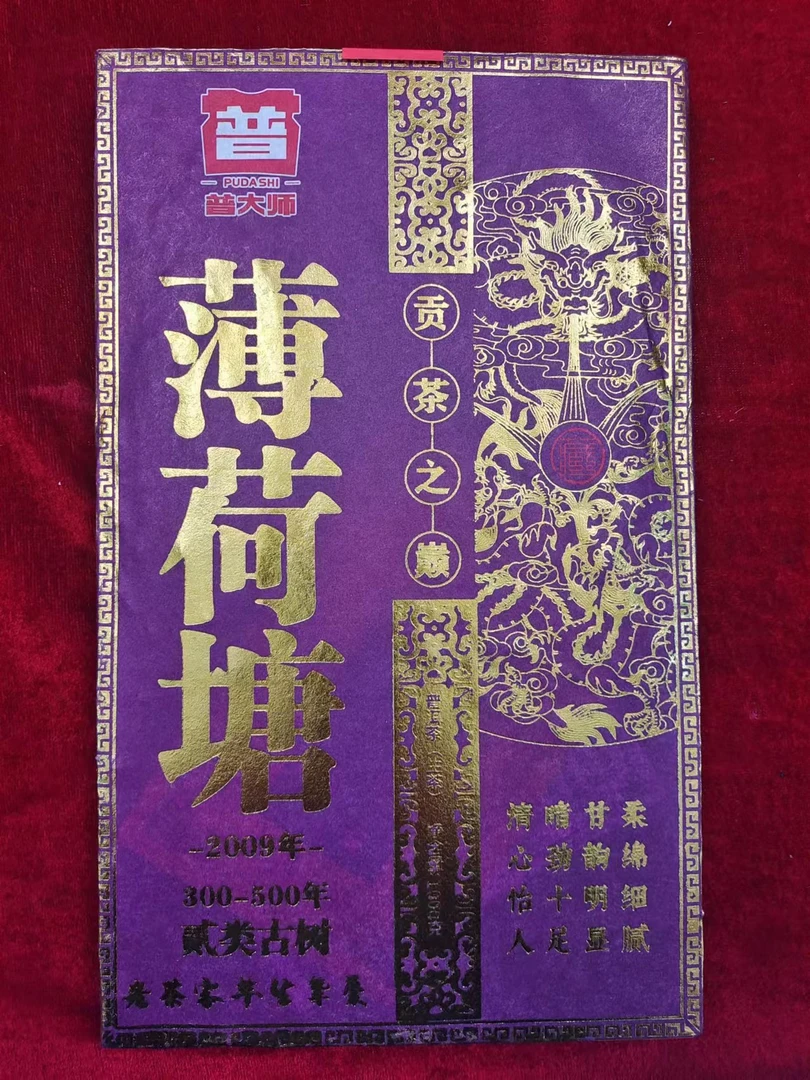 普
PUDASHI
普大师
薄荷塘
-2009年-
300-500年
贰类古树
贡茶之巅
柔绵细腻
甘韵明显
暗劲十足
清心怡人